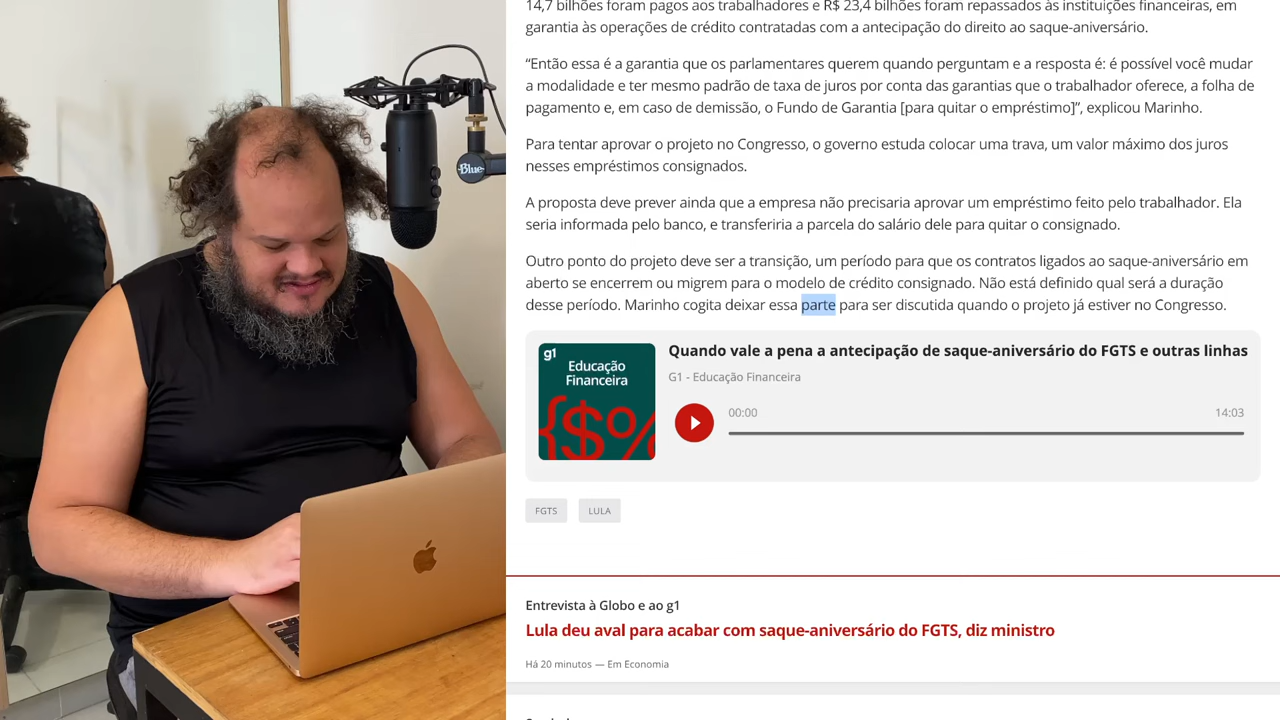 14,7 bilhões foram pagos aos trabalhadores e R$ 23,4 bilhões foram repassados às instituições financeiras, em
garantia às operações de crédito contratadas com a antecipação do direito ao saque-aniversário.
“Então essa é a garantia que os parlamentares querem quando perguntam e a resposta é: é possível você mudar
a modalidade e ter mesmo padrão de taxa de juros por conta das garantias que o trabalhador oferece, a folha de
pagamento e, em caso de demissão, o Fundo de Garantia [para quitar o empréstimo]”, explicou Marinho.
Para tentar aprovar o projeto no Congresso, o governo estuda colocar uma trava, um valor máximo dos juros
nesses empréstimos consignados.
A proposta deve prever ainda que a empresa não precisaria aprovar um empréstimo feito pelo trabalhador. Ela
seria informada pelo banco, e transferiria a parcela do salário dele para quitar o consignado.
Outro ponto do projeto deve ser a transição, um período para que os contratos ligados ao saque-aniversário em
aberto se encerrem ou migrem para o modelo de crédito consignado. Não está definido qual será a duração
desse período. Marinho cogita deixar essa parte para ser discutida quando o projeto já estiver no Congresso.
g1
Educação
Financeira
{$%
Quando vale a pena a antecipação de saque-aniversário do FGTS e outras linhas
G1 - Educação Financeira
00:00
14:03
FGTS
LULA
Entrevista à Globo e ao g1
Lula deu aval para acabar com saque-aniversário do FGTS, diz ministro
Há 20 minutos — Em Economia
Blue